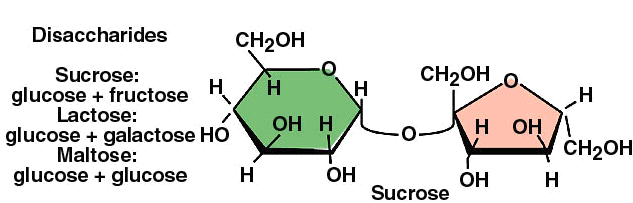 Disaccharides
Sucrose:
glucose + fructose
Lactose:
glucose + galactose
Maltose:
glucose + glucose
CH2OH
O
H
H
H
HO
OH
H
H
OH
O
CH2OH
O
H
H
OH
CH2OH
OH
H
Sucrose